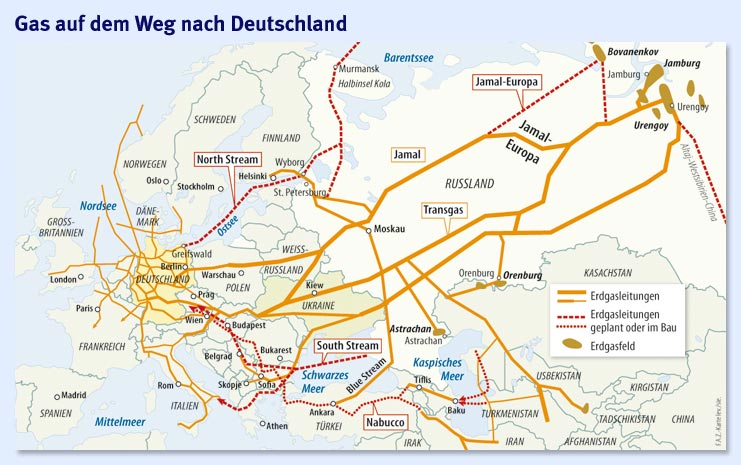 Gas auf dem Weg nach Deutschland
Barentssee
Bovanenkov
Jamburg
Jamburg
Murmansk
Halbinsel Kola
Jamal-Europa
Urengoy
Urengoy
SCHWEDEN
FINNLAND
NORWEGEN
North Stream
Wyborg
Helsinki
St. Petersburg
Oslo
Stockholm
Jamal
Jamal-
Europa
RUSSLAND
Altaj-Westsibirien-China
Nordsee
Ostsee
DÄNE-
MARK
GROSS-
BRITANNIEN
Transgas
Moskau
Greifswald
Berlin
Warschau
WEISS-
RUSSLAND
London
DEUTSCHLAND
POLEN
Kiew
UKRAINE
Orenburg
Orenburg
KASACHSTAN
Paris
Prag
Wien
Budapest
Erdgasleitungen
Erdgasleitungen
geplant oder im Bau
Erdgasfeld
Astrachan
Astrachan
FRANKREICH
Belgrad
Bukarest
South Stream
Schwarzes
Meer
Blue Stream
Kaspisches
Meer
Rom
Skopje
Sofia
Tiflis
Baku
USBEKISTAN
KIRGISTAN
Madrid
SPANIEN
ITALIEN
Mittelmeer
Athen
Ankara
TÜRKEI
Nabucco
TURKMENISTAN
TADSCHIKISTAN
CHINA
IRAK
IRAN
AFGHANISTAN